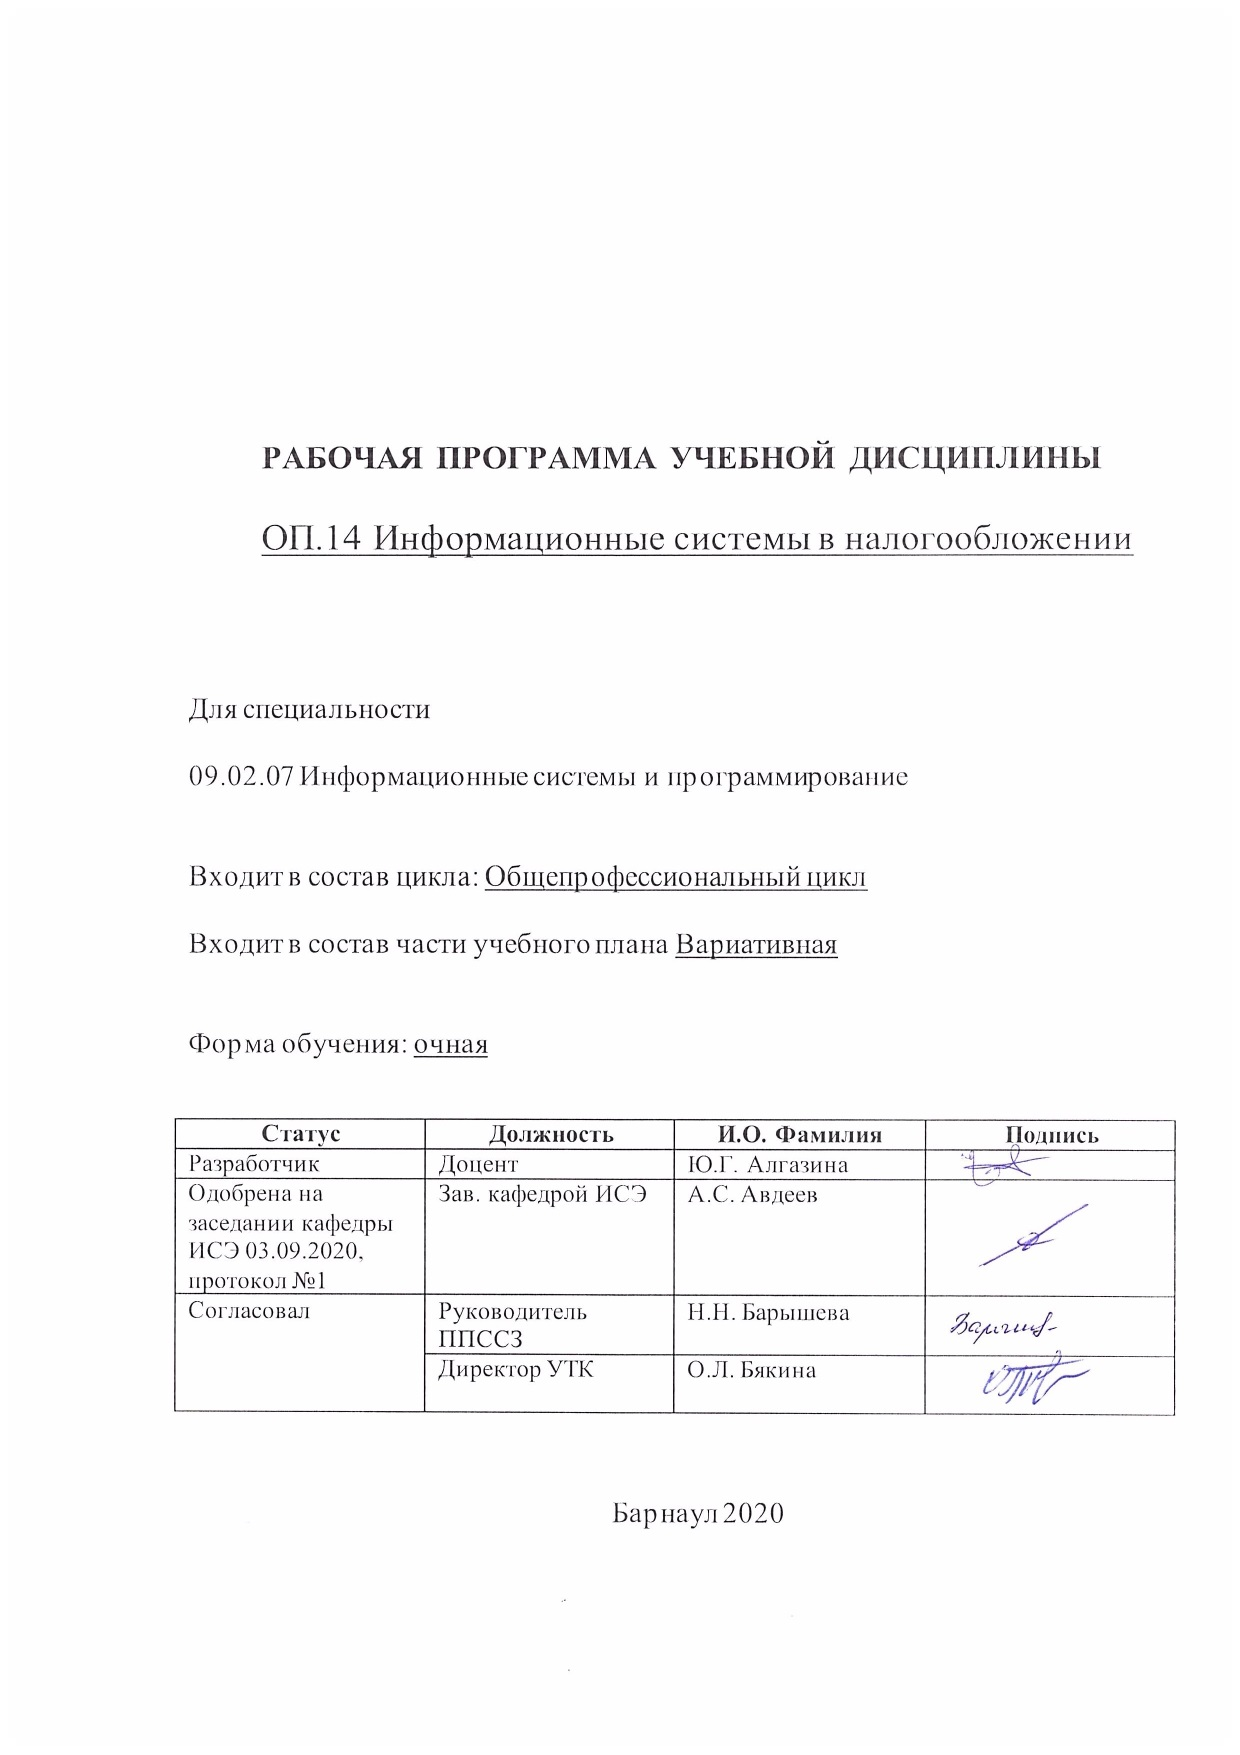 РАБОЧАЯ ПРОГРАММА УЧЕБНОЙ ДИСЦИПЛИНЫ
ОП.14 Информационные системы в налогообложении
Для специальности
09.02.07 Информационные системы и программирование
Входит в состав цикла: Общепрофессиональный цикл
Входит в состав части учебного плана Вариативная
Форма обучения: очная
Статус Должность И.О. Фамилия Подпись
Разработчик Доцент Ю.Г. Алгазина
Одобрена на Зав. кафедрой ИСЭ А.С. Авдеев
заседании кафедры
ИСЭ 03.09.2020,
протокол №1
Согласовал Руководитель Н.Н. Барышева
ППССЗ
Директор УТК О.Л. Бякина
Барнаул 2020